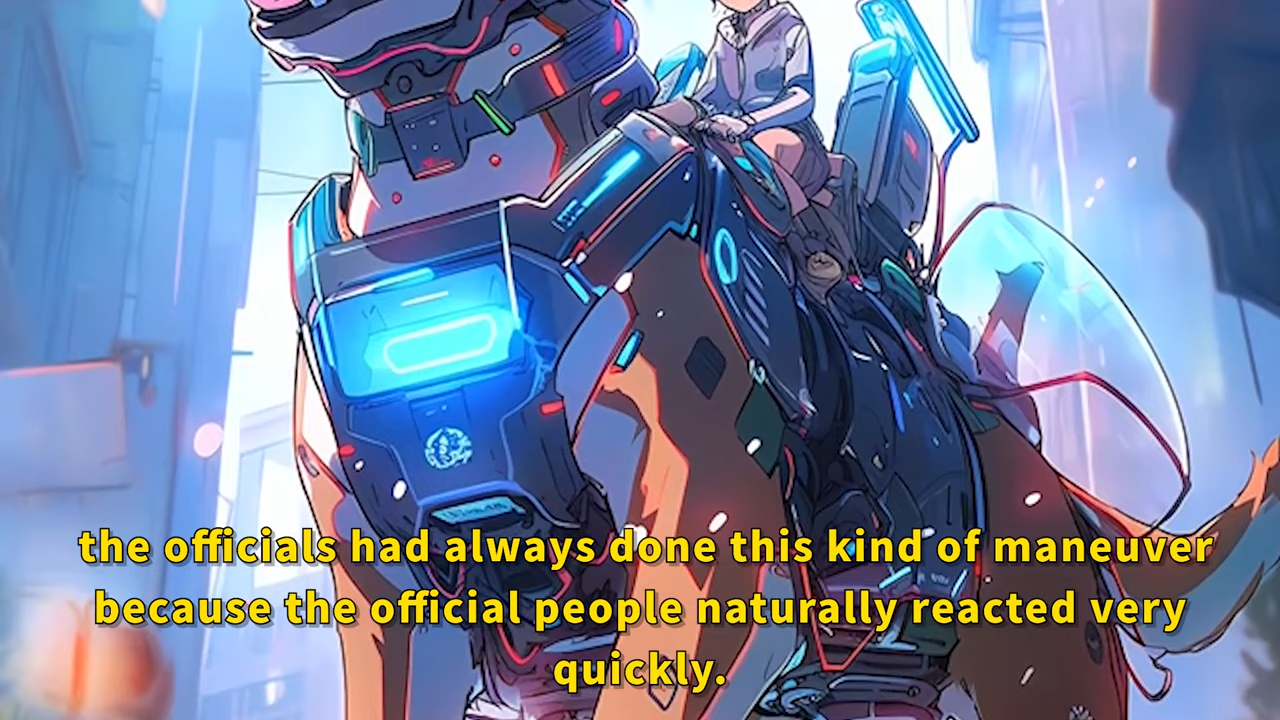 the officials had always done this kind of maneuver
because the official people naturally reacted very
quickly.